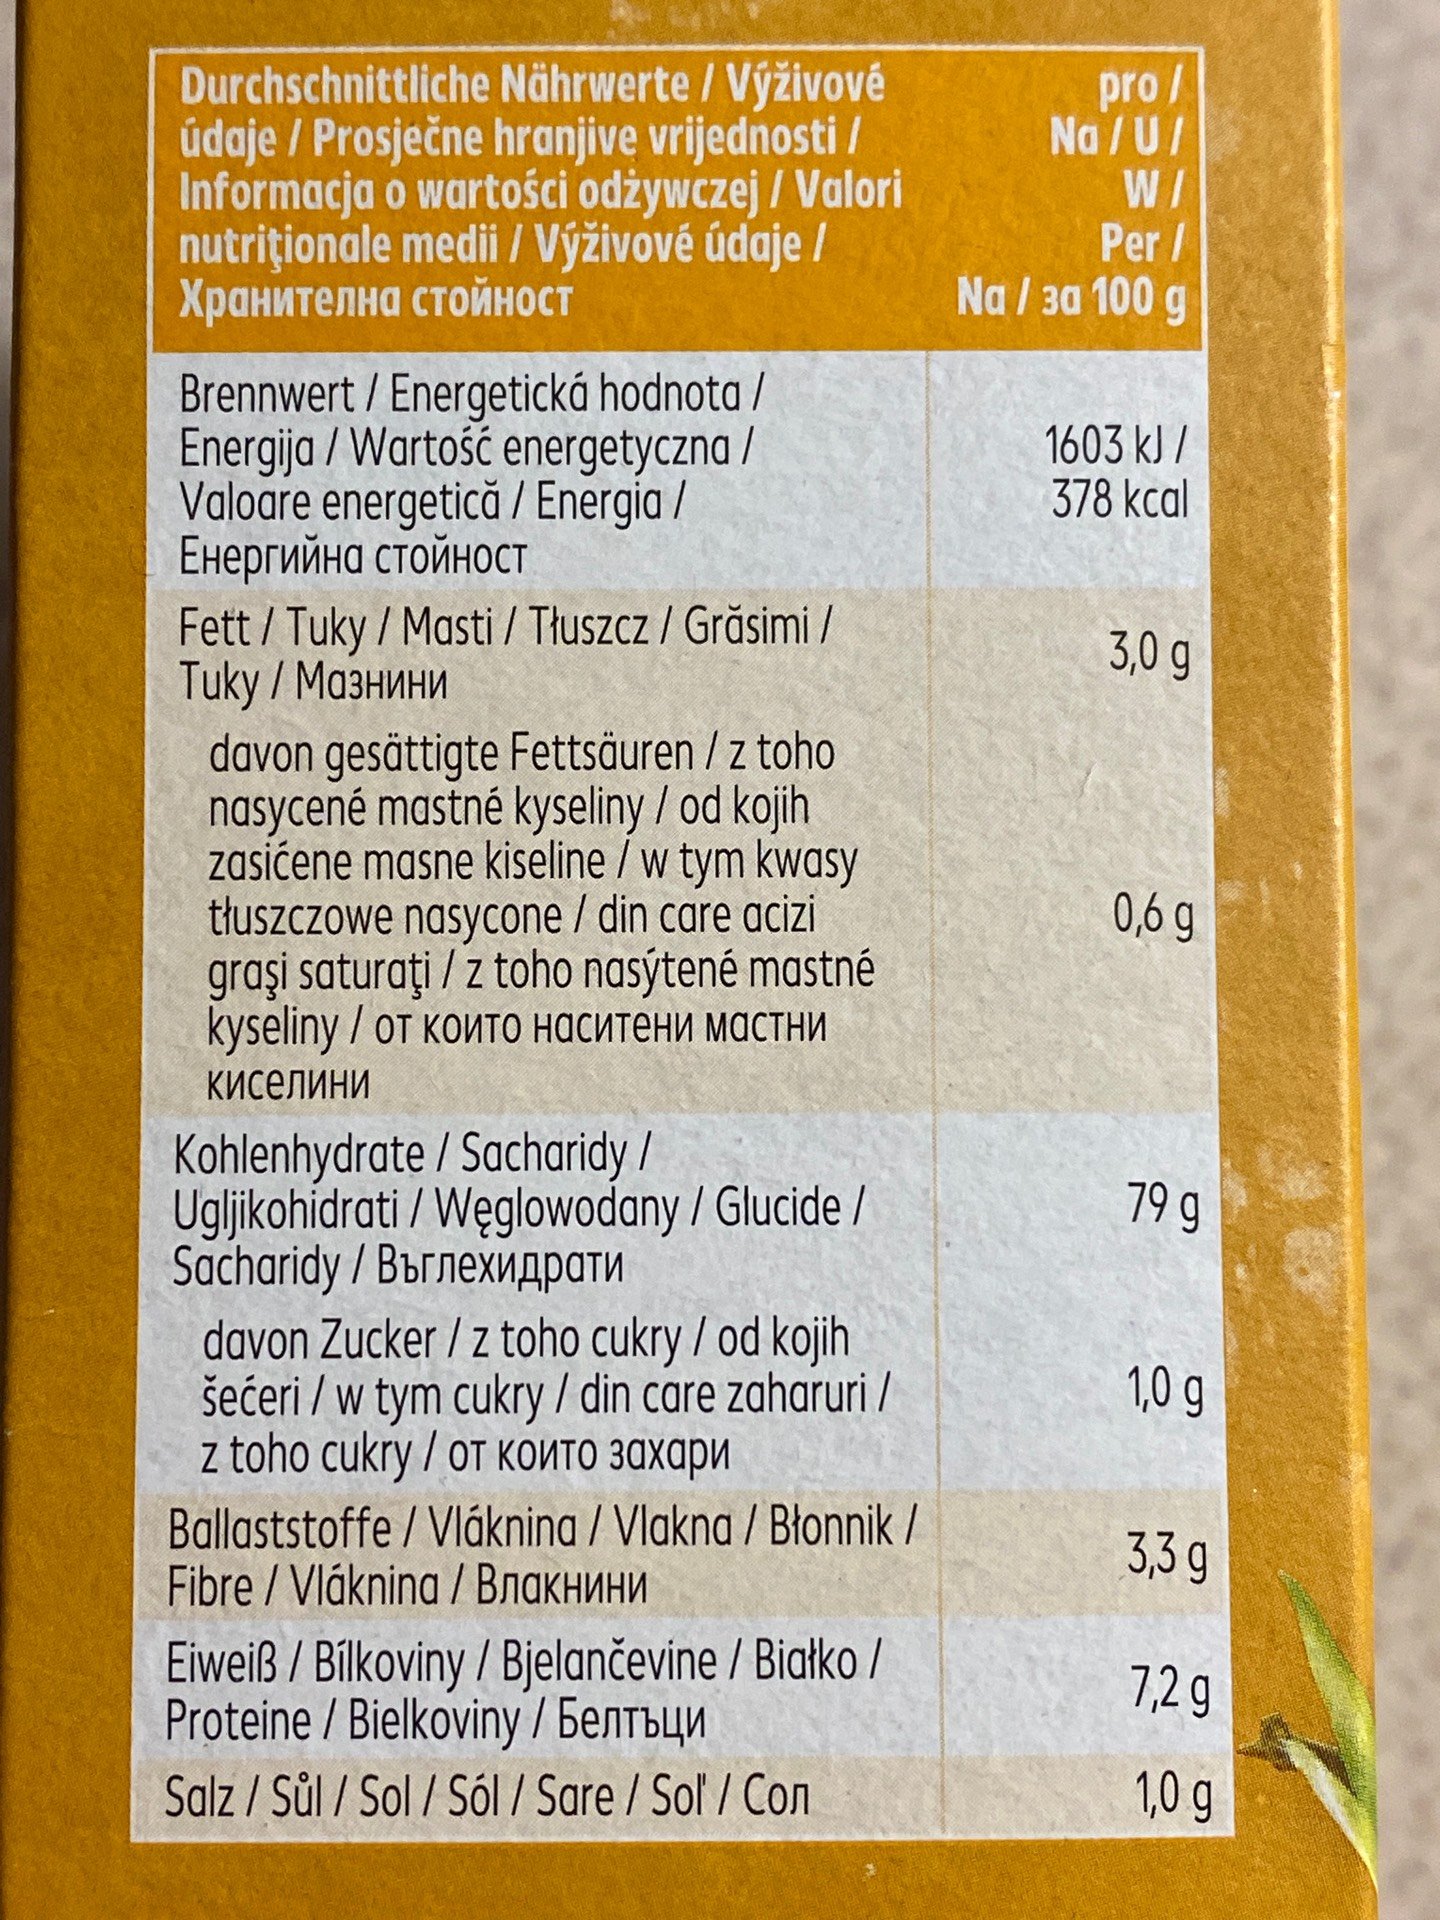 Durchschnittliche Nährwerte / Výživové
údaje / Prosječne hranjive vrijednosti /
Informacja o wartości odżywczej / Valori
nutriţionale medii / Výživové údaje /
Хранителна стойност
pro /
Na / U /
W /
Per /
Na / за 100 g
Brennwert / Energetická hodnota /
Energija / Wartość energetyczna /
Valoare energetică / Energia /
Енергийна стойност
1603 kJ /
378 kcal
Fett / Tuky / Masti / Tłuszcz / Grăsimi /
Tuky / Мазнини
3,0 g
davon gesättigte Fettsäuren / z toho
nasycené mastné kyseliny / od kojih
zasićene masne kiseline / w tym kwasy
tłuszczowe nasycone / din care acizi
graşi saturaţi / z toho nasýtené mastné
kyseliny / от които наситени мастни
киселини
0,6 g
Kohlenhydrate / Sacharidy /
Ugljikohidrati / Węglowodany / Glucide /
Sacharidy / Въглехидрати
79 g
davon Zucker / z toho cukry / od kojih
šećeri / w tym cukry / din care zaharuri /
z toho cukry / от които захари
1,0 g
Ballaststoffe / Vláknina / Vlakna / Błonnik /
Fibre / Vláknina / Влакнини
3,3 g
Eiweiß / Bílkoviny / Bjelančevine / Białko /
Proteine / Bielkoviny / Белтъци
7,2 g
Salz / Sůl / Sol / Sól / Sare / Soľ / Сол
1,0 g